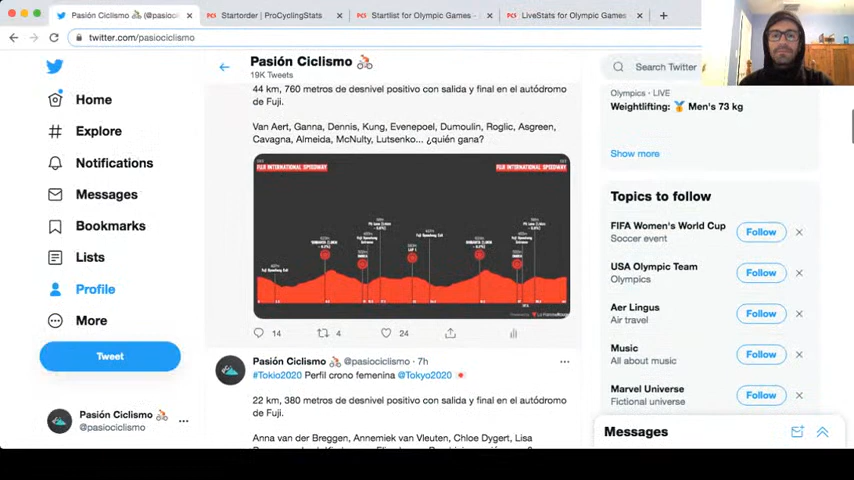 Twitter / Pasión Ciclismo 
Startorder | ProCyclingStats
Startlist for Olympic Games
LiveStats for Olympic Games
twitter.com/pasiociclismo
Home
Explore
Notifications
Messages
Bookmarks
Lists
Profile
More
Tweet
Pasión Ciclismo 🚴
@pasiociclismo
Pasión Ciclismo 🚴
19K Tweets
44 km, 760 metros de desnivel positivo con salida y final en el autódromo
de Fuji.
Van Aert, Ganna, Dennis, Kung, Evenepoel, Dumoulin, Roglic, Asgreen,
Cavagna, Almeida, McNulty, Lutsenko... ¿quién gana?
FUJI INTERNATIONAL SPEEDWAY
FUJI INTERNATIONAL SPEEDWAY
14
4
24
Pasión Ciclismo 🚴 @pasiociclismo · 7h
#Tokio2020 Perfil crono femenina @Tokyo2020
22 km, 380 metros de desnivel positivo con salida y final en el autódromo
de Fuji.
Anna van der Breggen, Annemiek van Vleuten, Chloe Dygert, Lisa
Search Twitter
Olympics · LIVE
Weightlifting: 🥇 Men's 73 kg
Show more
Topics to follow
FIFA Women's World Cup
Soccer event
Follow
USA Olympic Team
Olympics
Follow
Aer Lingus
Air travel
Follow
Music
All about music
Follow
Marvel Universe
Fictional universe
Follow
Messages